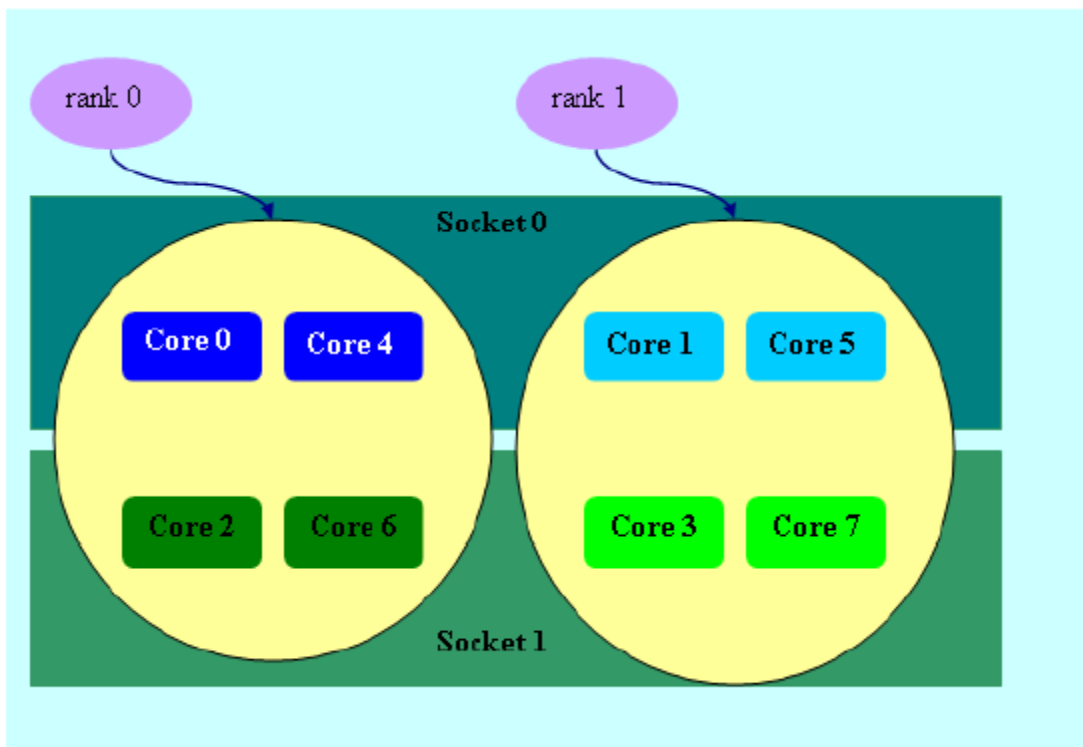 rank 0
rank 1
Socket 0
Core 0
Core 4
Core 1
Core 5
Core 2
Core 6
Core 3
Core 7
Socket 1